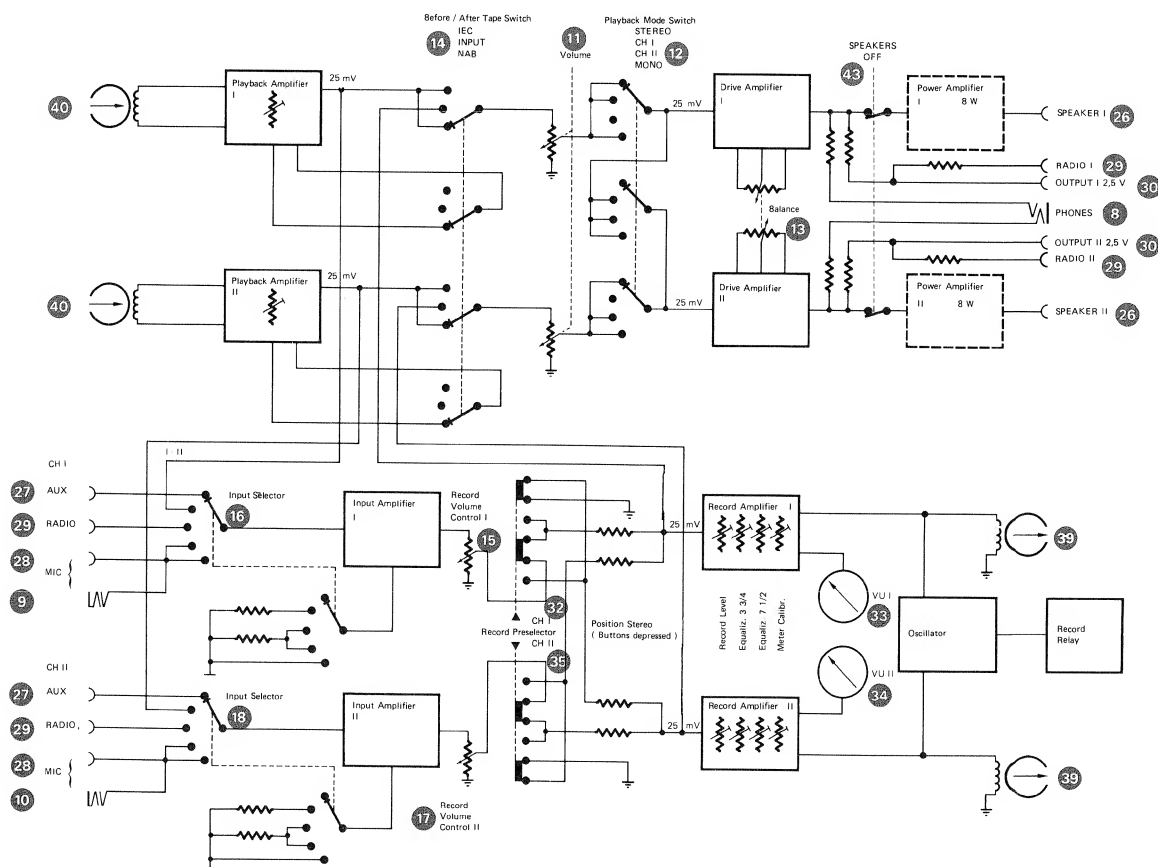 Before / After Tape Switch
14
IEC
INPUT
NAB
11
Volume
Playback Mode Switch
STEREO
CH I
CH II
MONO
12
SPEAKERS
OFF
43
40
Playback Amplifier
I
25 mV
25 mV
Drive Amplifier
I
Power Amplifier
I 8 W
SPEAKER I 26
RADIO I 29
OUTPUT I 2,5 V 30
PHONES 8
Balance
13
OUTPUT II 2,5 V 30
RADIO II 29
40
Playback Amplifier
II
25 mV
25 mV
Drive Amplifier
II
Power Amplifier
II 8 W
SPEAKER II 26
I II
CH I
27 AUX
29 RADIO
28
MIC
9
Input Selector
16
Input Amplifier
I
Record
Volume
Control I
15
32
CH I
Record Preselector
CH II
35
Position Stereo
( Buttons depressed )
25 mV
Record Amplifier I
Record Level
Equaliz. 3 3/4
Equaliz. 7 1/2
Meter Calibr.
VU I
33
VU II
34
39
Oscillator
Record
Relay
CH II
27 AUX
29 RADIO,
28
MIC
10
Input Selector
18
Input Amplifier
II
17
Record
Volume
Control II
25 mV
Record Amplifier II
39